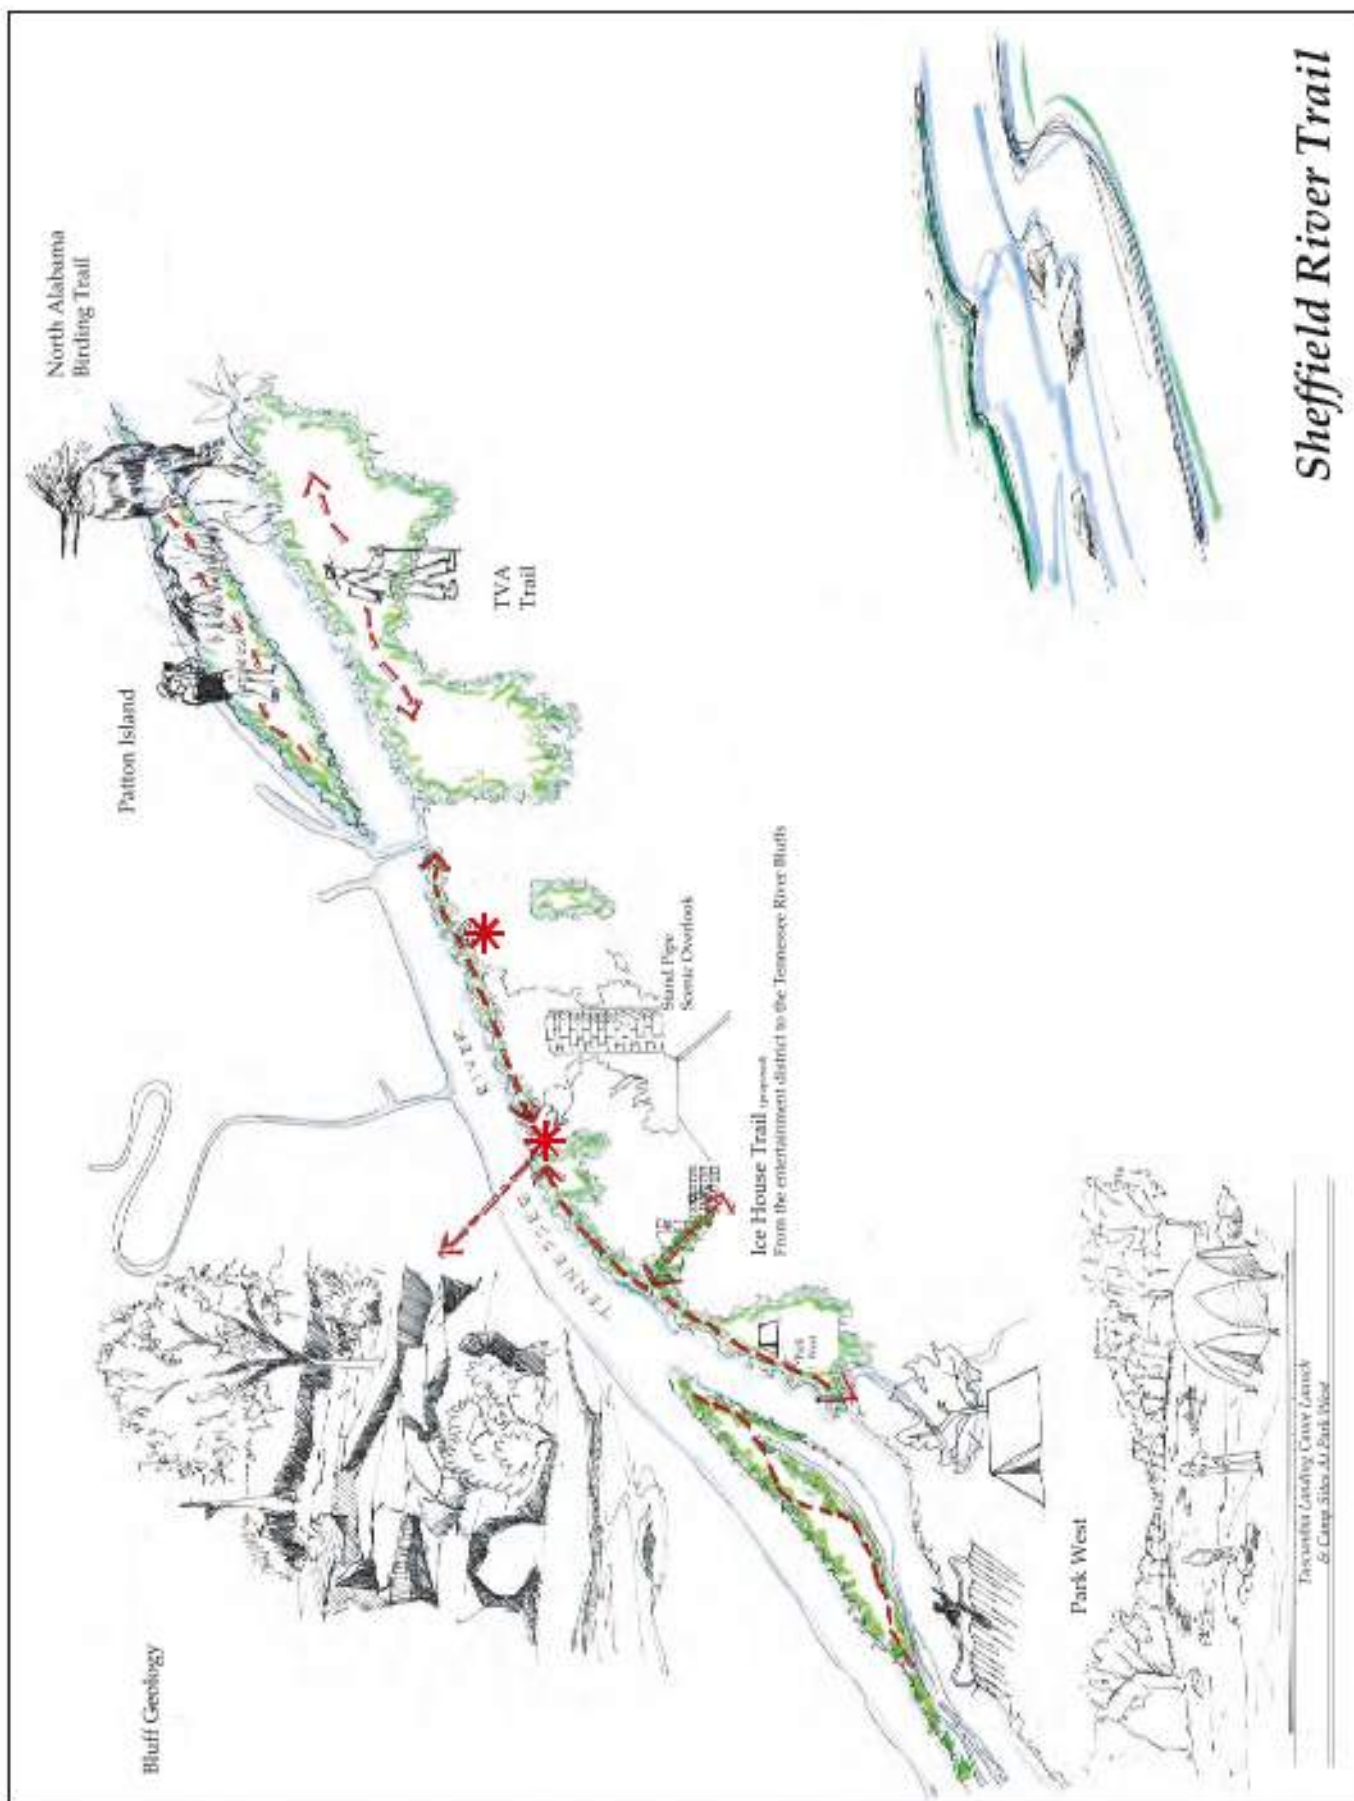 Bluff Geology
Patton Island
North Alabama
Birding Trail
TVA
Trail
RIVER
TENNESSEE
Stand Pipe
Scenic Overlook
Ice House Trail (proposed)
From the entertainment district to the Tennessee River Bluffs
Park West
Tuscumbia Landing Canoe Launch
& Camp Sites At Park West
Sheffield River Trail